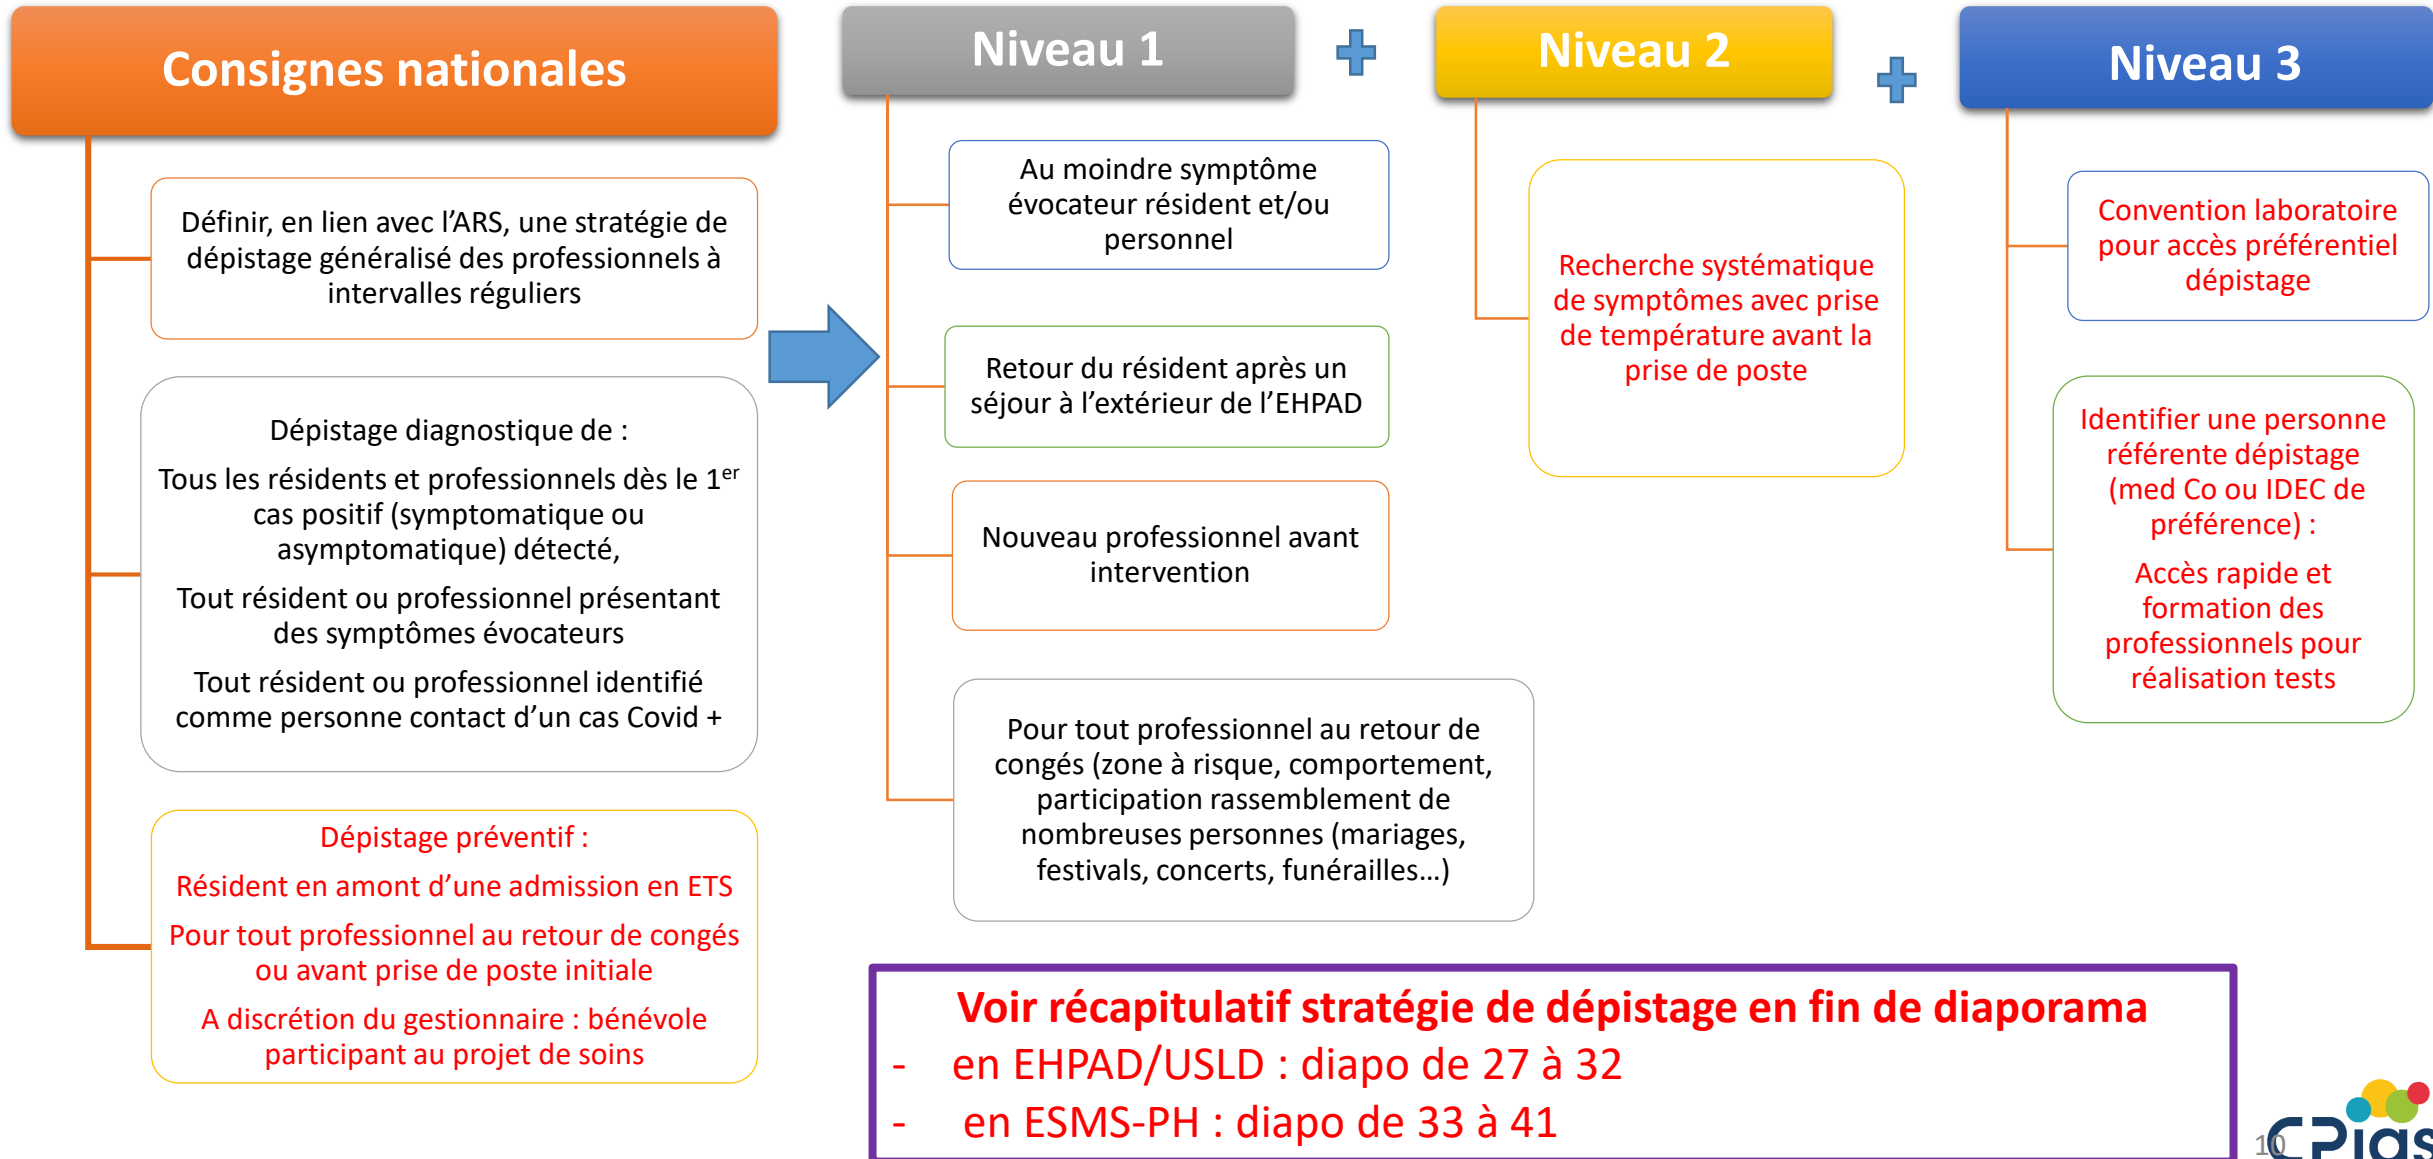 Consignes nationales
Définir, en lien avec l’ARS, une stratégie de
dépistage généralisé des professionnels à
intervalles réguliers
Dépistage diagnostique de :
Tous les résidents et professionnels dès le 1er
cas positif (symptomatique ou
asymptomatique) détecté,
Tout résident ou professionnel présentant
des symptômes évocateurs
Tout résident ou professionnel identifié
comme personne contact d’un cas Covid +
Dépistage préventif :
Résident en amont d’une admission en ETS
Pour tout professionnel au retour de congés
ou avant prise de poste initiale
A discrétion du gestionnaire : bénévole
participant au projet de soins
Niveau 1
Au moindre symptôme
évocateur résident et/ou
personnel
Retour du résident après un
séjour à l’extérieur de l’EHPAD
Nouveau professionnel avant
intervention
Pour tout professionnel au retour de
congés (zone à risque, comportement,
participation rassemblement de
nombreuses personnes (mariages,
festivals, concerts, funérailles…)
Niveau 2
Recherche systématique
de symptômes avec prise
de température avant la
prise de poste
Niveau 3
Convention laboratoire
pour accès préférentiel
dépistage
Identifier une personne
référente dépistage
(med Co ou IDEC de
préférence) :
Accès rapide et
formation des
professionnels pour
réalisation tests
Voir récapitulatif stratégie de dépistage en fin de diaporama
- en EHPAD/USLD : diapo de 27 à 32
- en ESMS-PH : diapo de 33 à 41
10
CPias